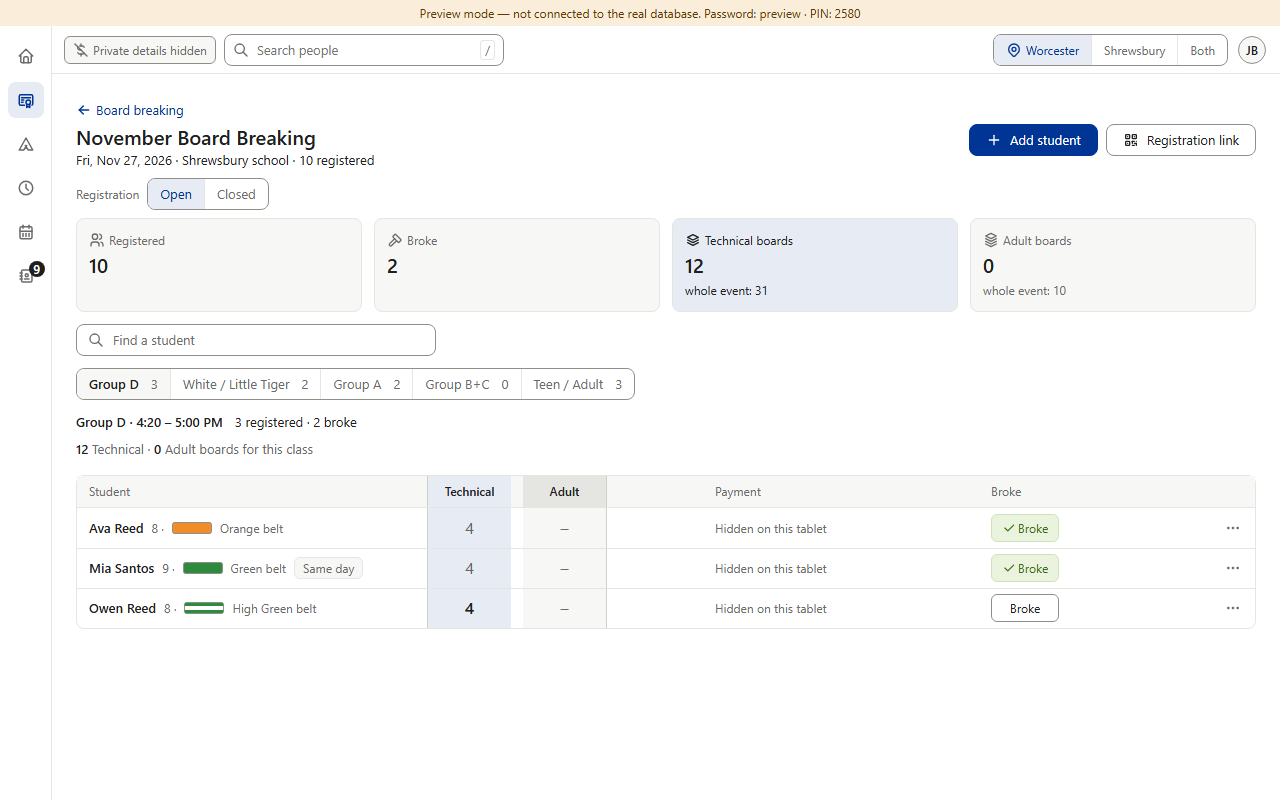 Preview mode — not connected to the real database. Password: preview · PIN: 2580
Private details hidden
Search people
/
Worcester
Shrewsbury
Both
JB
9
Board breaking
November Board Breaking
Fri, Nov 27, 2026 · Shrewsbury school · 10 registered
Add student
Registration link
Registration
Open
Closed
Registered
10
Broke
2
Technical boards
12
whole event: 31
Adult boards
0
whole event: 10
Find a student
Group D 3
White / Little Tiger 2
Group A 2
Group B+C 0
Teen / Adult 3
Group D · 4:20 – 5:00 PM 3 registered · 2 broke
12 Technical · 0 Adult boards for this class
Student Technical Adult Payment Broke
Ava Reed 8 · Orange belt 4 – Hidden on this tablet Broke
Mia Santos 9 · Green belt Same day 4 – Hidden on this tablet Broke
Owen Reed 8 · High Green belt 4 – Hidden on this tablet Broke